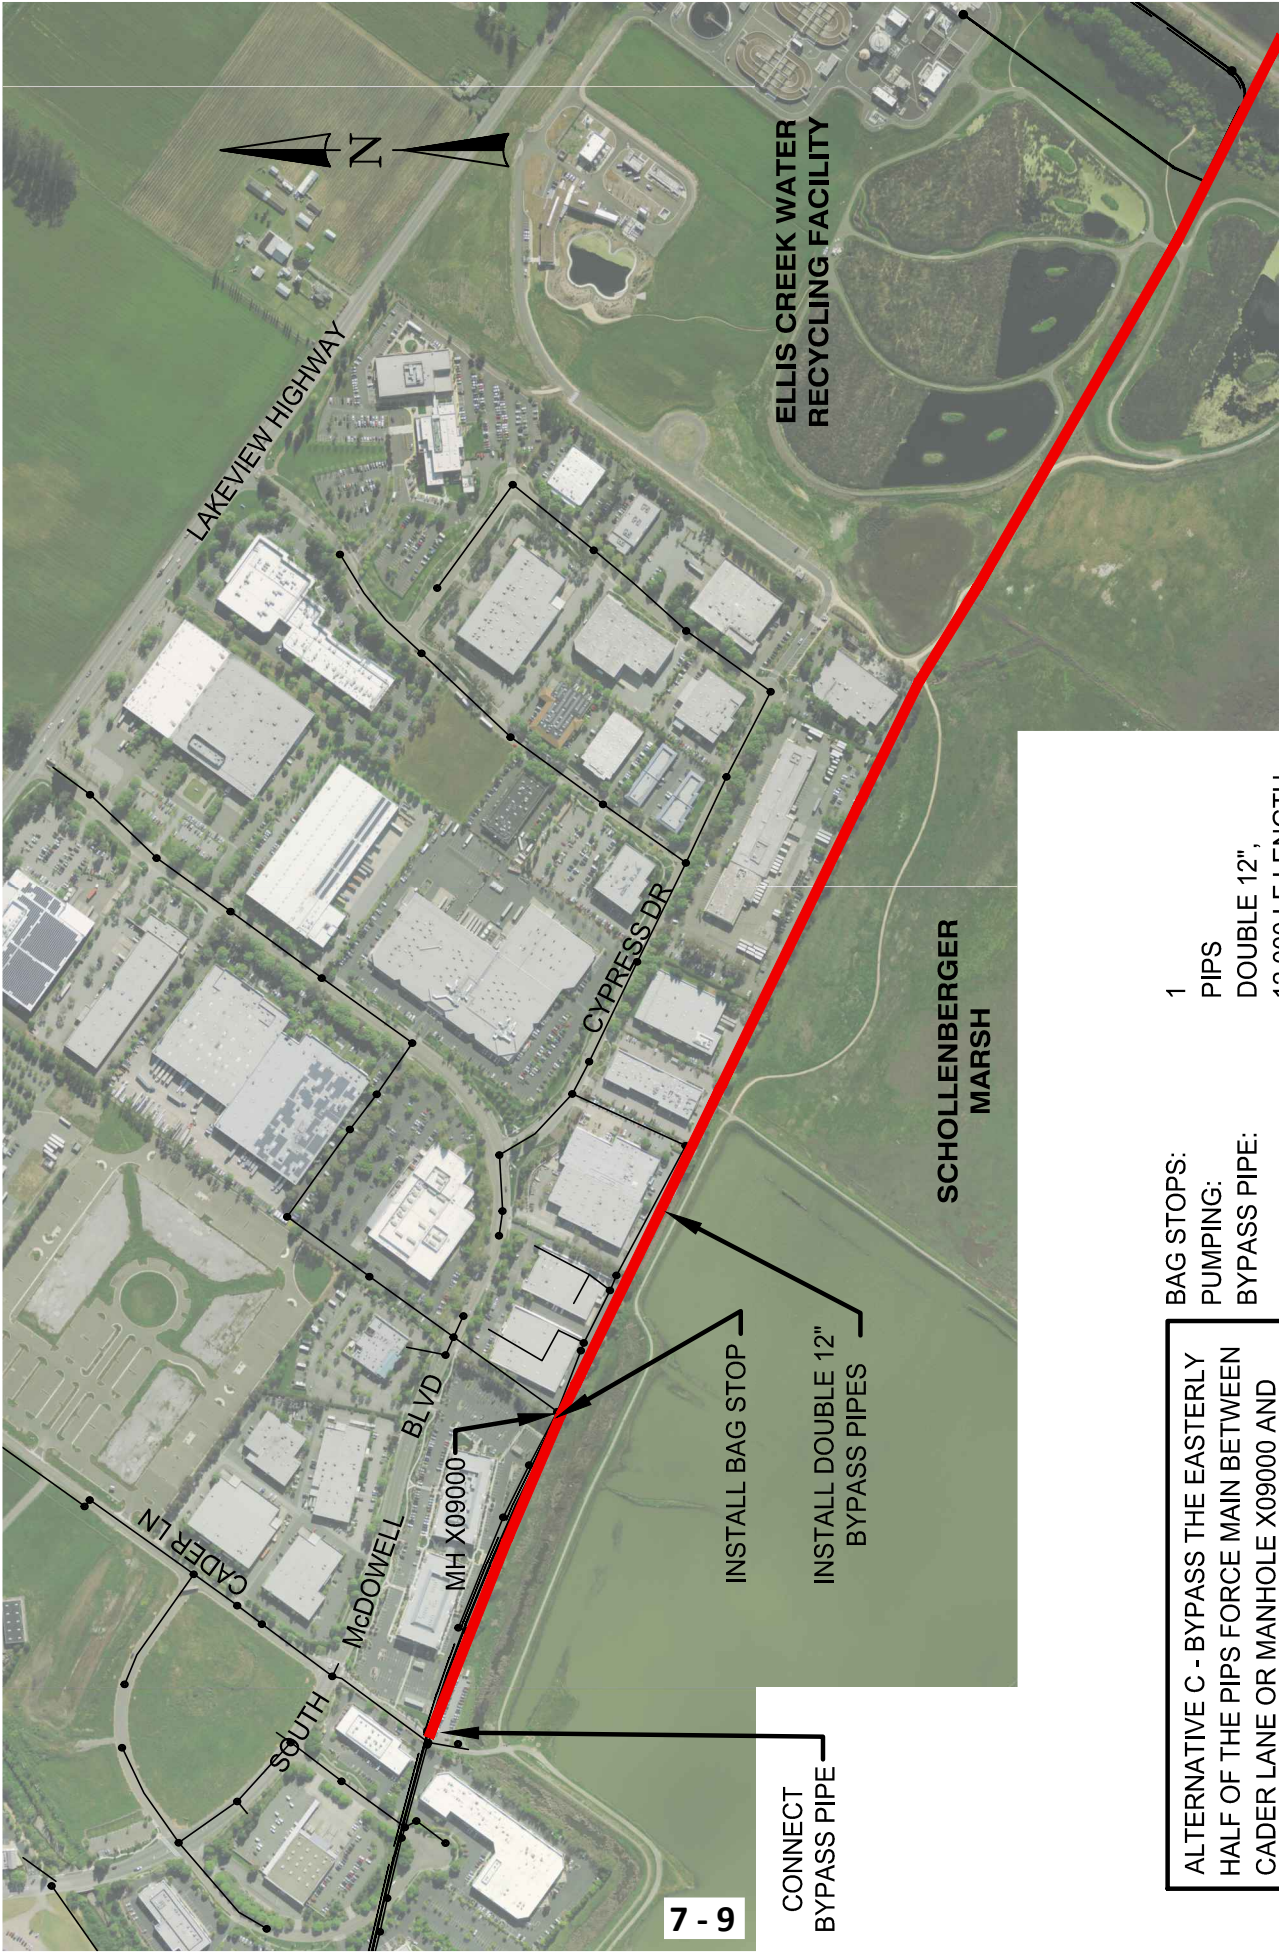 N
LAKEVIEW HIGHWAY
ELLIS CREEK WATER
RECYCLING FACILITY
CYPRESS DR
SCHOLLENBERGER
MARSH
CADER LN
SOUTH
McDOWELL
BLVD
MH X09000
INSTALL BAG STOP
INSTALL DOUBLE 12"
BYPASS PIPES
CONNECT
BYPASS PIPE
ALTERNATIVE C - BYPASS THE EASTERLY
HALF OF THE PIPS FORCE MAIN BETWEEN
CADER LANE OR MANHOLE X09000 AND
BAG STOPS: 1
PUMPING: PIPS
BYPASS PIPE: DOUBLE 12",
LENGTH
7 - 9